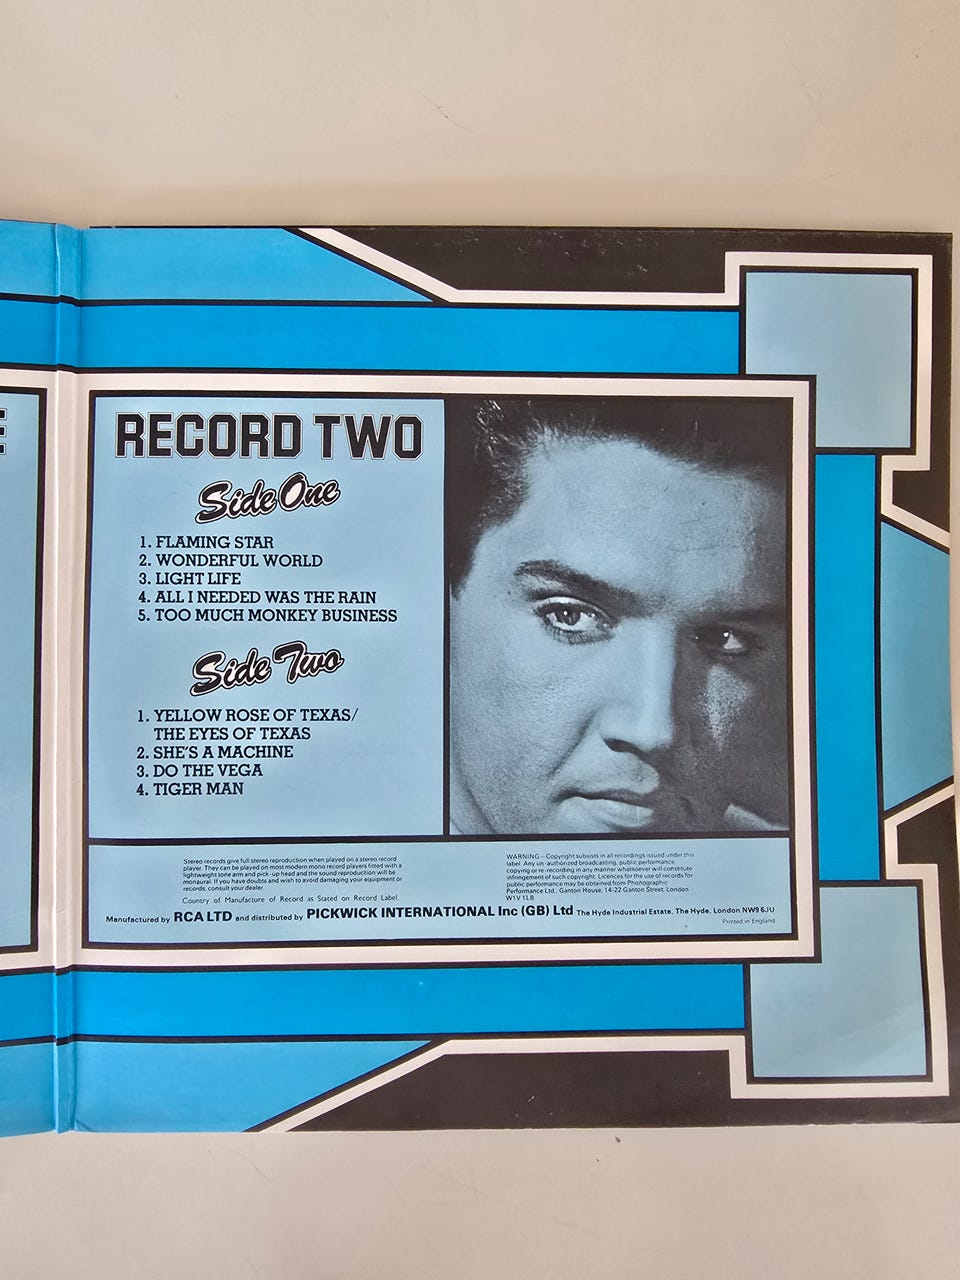 E
RECORD TWO
Side One
1. FLAMING STAR
2. WONDERFUL WORLD
3. LIGHT LIFE
4. ALL I NEEDED WAS THE RAIN
5. TOO MUCH MONKEY BUSINESS
Side Two
1. YELLOW ROSE OF TEXAS/
THE EYES OF TEXAS
2. SHE'S A MACHINE
3. DO THE VEGA
4. TIGER MAN
Stereo records give full stereo reproduction when played on a stereo record
player. They can be played on most modern mono record players fitted with a
lightweight tone arm and pick-up head and the sound reproduction will be
monaural. If you have doubts and wish to avoid damaging your equipment or
records, consult your dealer.
Country of Manufacture of Record as Stated on Record Label.
WARNING—Copyright subsists in all recordings issued under this
label. Any un-authorized broadcasting, public performance,
copying or re-recording in any manner whatsoever will constitute
infringement of such copyright. Licences for the use of records for
public performance may be obtained from Phonographic
Performance Ltd., Ganton House, 14-22 Ganton Street, London
W1V 1LB
Manufactured by RCA LTD and distributed by PICKWICK INTERNATIONAL Inc (GB) Ltd The Hyde Industrial Estate, The Hyde, London NW9 6JU
Printed in England